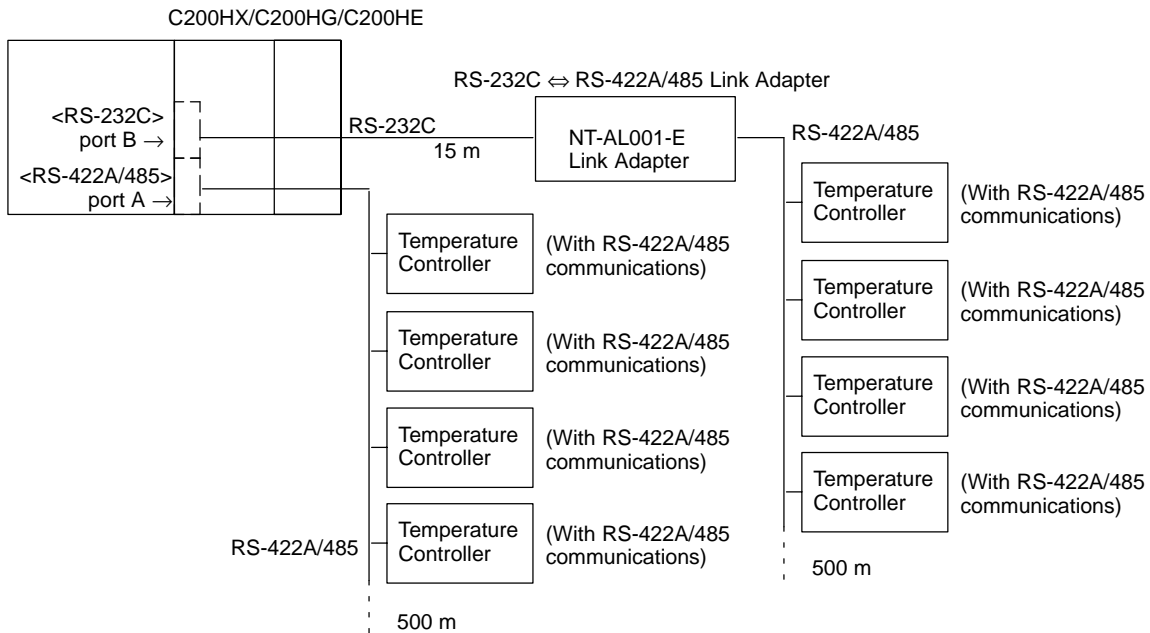 C200HX/C200HG/C200HE
RS-232C ⇔ RS-422A/485 Link Adapter
<RS-232C>
port B →
RS-232C
15 m
NT-AL001-E
Link Adapter
RS-422A/485
<RS-422A/485>
port A →
Temperature
Controller
(With RS-422A/485
communications)
Temperature
Controller
(With RS-422A/485
communications)
Temperature
Controller
(With RS-422A/485
communications)
Temperature
Controller
(With RS-422A/485
communications)
RS-422A/485
500 m
Temperature
Controller
(With RS-422A/485
communications)
Temperature
Controller
(With RS-422A/485
communications)
Temperature
Controller
(With RS-422A/485
communications)
Temperature
Controller
(With RS-422A/485
communications)
500 m